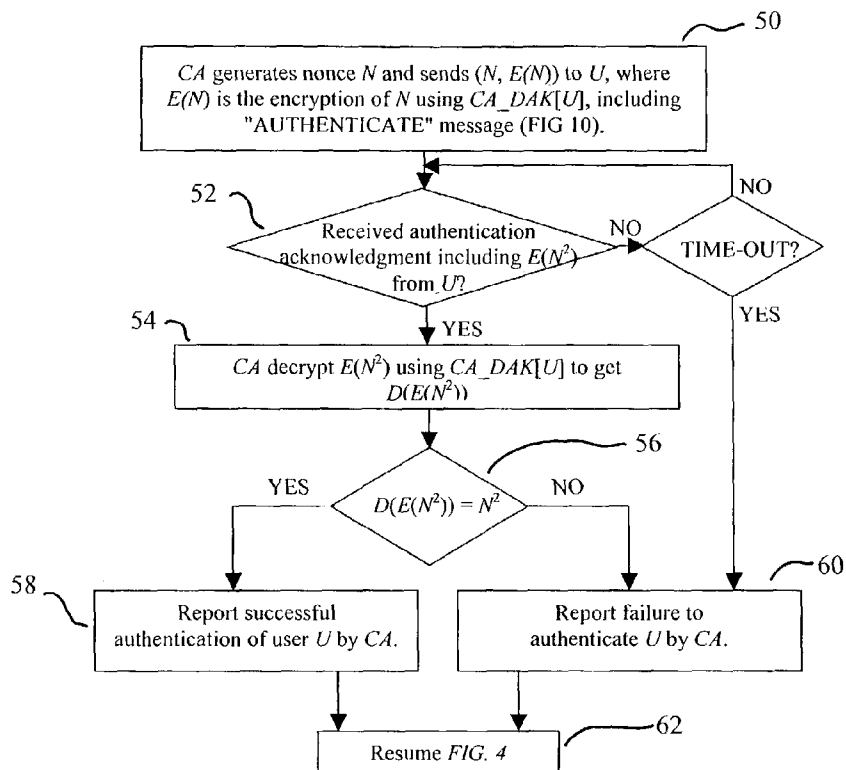 50
CA generates nonce N and sends (N, E(N)) to U, where
E(N) is the encryption of N using CA_DAK[U], including
"AUTHENTICATE" message (FIG 10).
52
NO
Received authentication
acknowledgment including E(N²)
from U?
NO
TIME-OUT?
54
YES
YES
CA decrypt E(N²) using CA_DAK[U] to get
D(E(N²))
56
YES
D(E(N²)) = N²
NO
58
60
Report successful
authentication of user U by CA.
Report failure to
authenticate U by CA.
62
Resume FIG. 4